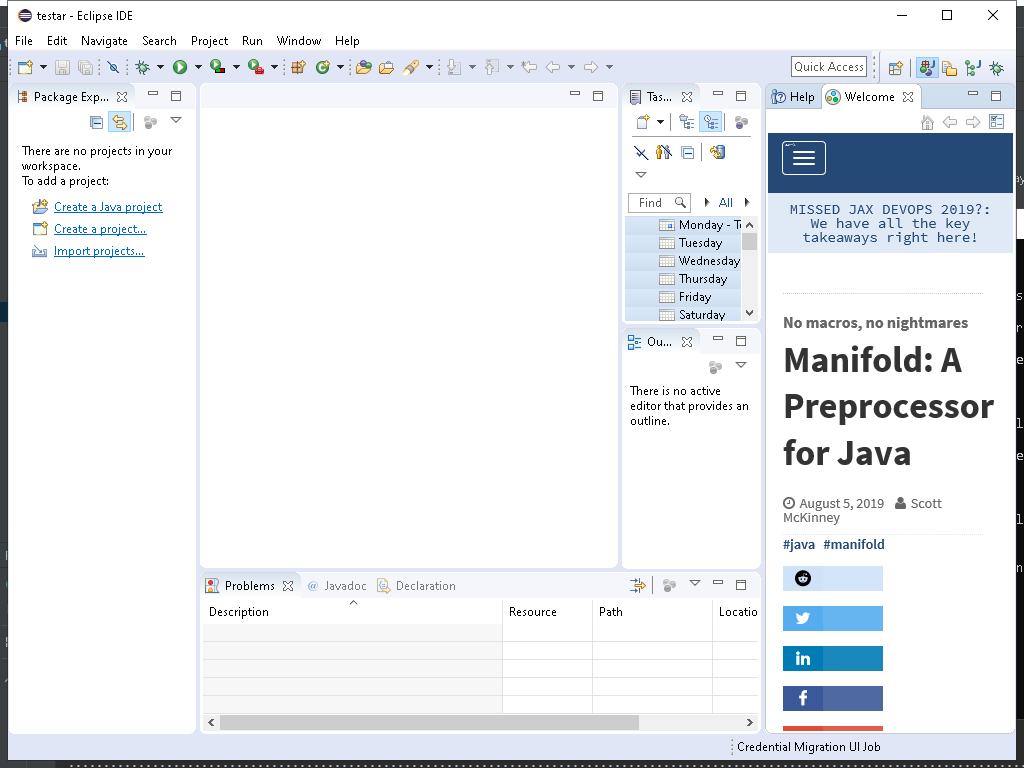 testar - Eclipse IDE
File Edit Navigate Search Project Run Window Help
Quick Access
Package Exp...
There are no projects in your
workspace.
To add a project:
Create a Java project
Create a project...
Import projects...
Tas...
Find
All
Monday - T
Tuesday
Wednesday
Thursday
Friday
Saturday
Ou...
There is no active
editor that provides an
outline.
Problems @ Javadoc Declaration
Description Resource Path Locatio
Help Welcome
MISSED JAX DEVOPS 2019?:
We have all the key
takeaways right here!
No macros, no nightmares
Manifold: A
Preprocessor
for Java
August 5, 2019 Scott
McKinney
#java #manifold
in
f
Credential Migration UI Job